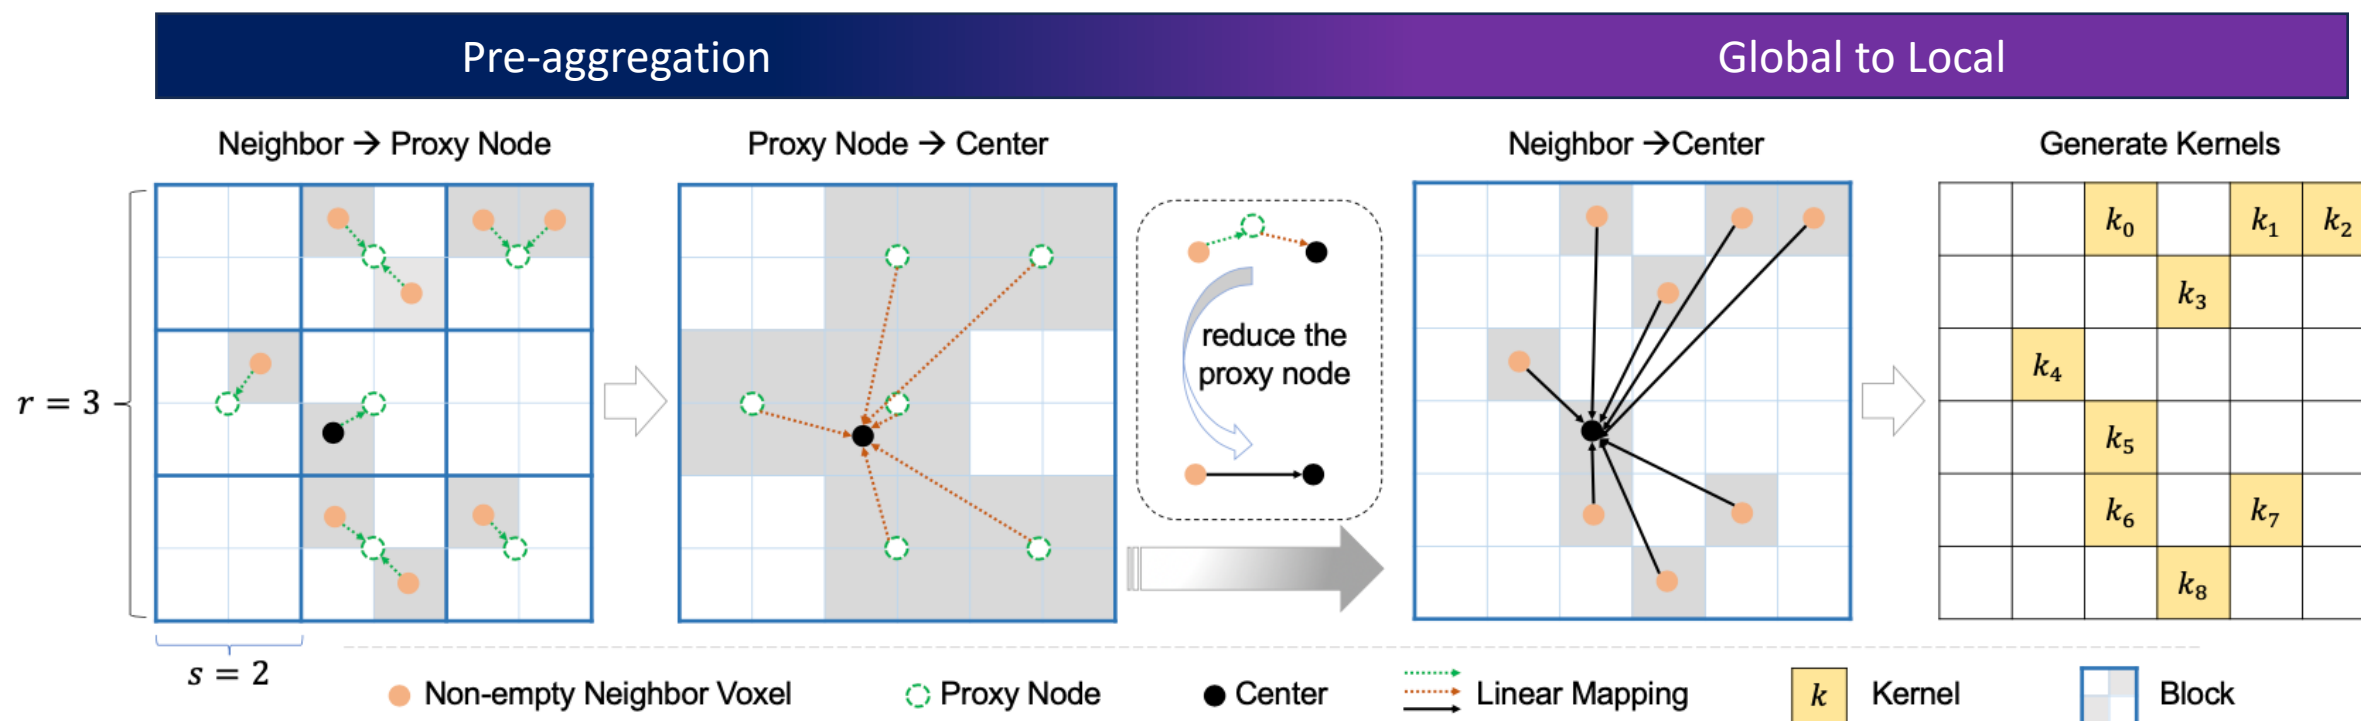 Pre-aggregation
Global to Local
Neighbor → Proxy Node
Proxy Node → Center
Neighbor →Center
Generate Kernels
r = 3
s = 2
reduce the
proxy node
k₀ k₁ k₂
k₃
k₄
k₅
k₆ k₇
k₈
Non-empty Neighbor Voxel
Proxy Node
Center
Linear Mapping
k
Kernel
Block